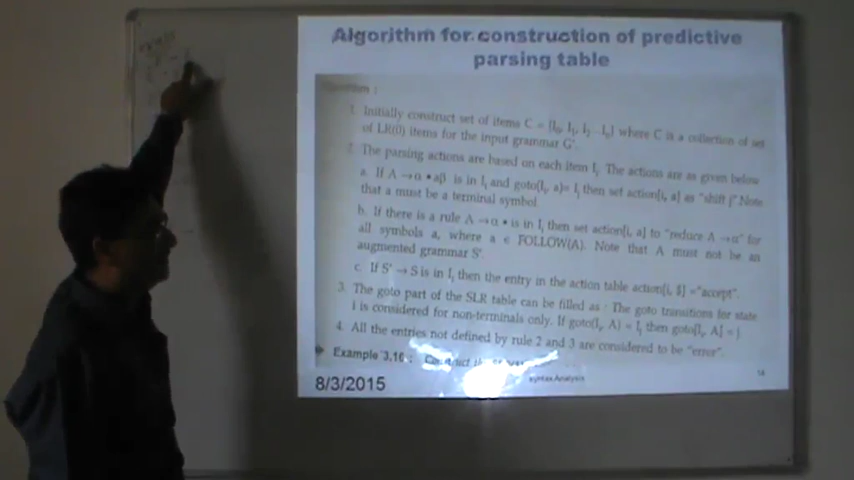 Algorithm for construction of predictive
parsing table
1. Initially construct set of items C = {I0, I1, I2 .. In} where C is a collection of set
of LR(0) items for the input grammar G'.
2. The parsing actions are based on each item Ii. The actions are as given below
a. If A → α • aβ is in Ii and goto(Ii, a)= Ij then set action[i, a] as "shift j" Note
that a must be a terminal symbol
b. If there is a rule A → α • is in Ii then set action[i, a] to "reduce A → α" for
all symbols a, where a ∈ FOLLOW(A). Note that A must not be an
augmented grammar S'.
c. If S' → S is in Ii then the entry in the action table action[i, $] ="accept".
3. The goto part of the SLR table can be filled as : The goto transitions for state
i is considered for non-terminals only. If goto(Ii, A) = Ij then goto[Ii, A] = j
4. All the entries not defined by rule 2 and 3 are considered to be "error".
Example 3.16 : Construct the
8/3/2015
syntax Analysis
14